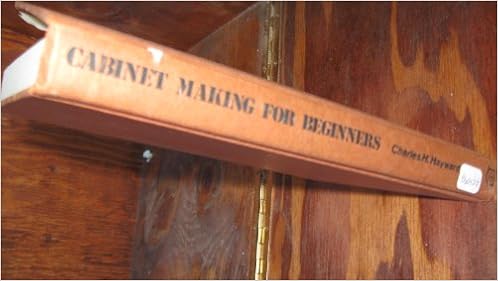 CABINET MAKING FOR BEGINNERS Charles H. Hayward